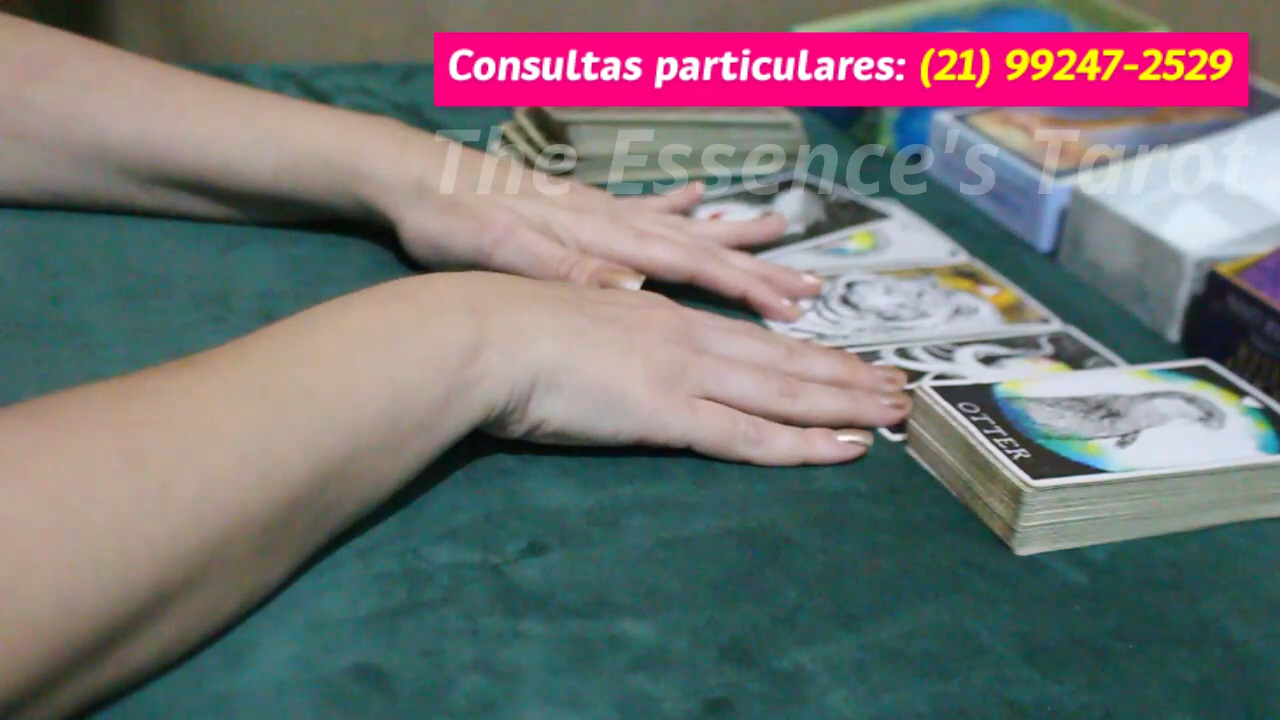 Consultas particulares: (21) 99247-2529
The Essence's Tarot
OTTER